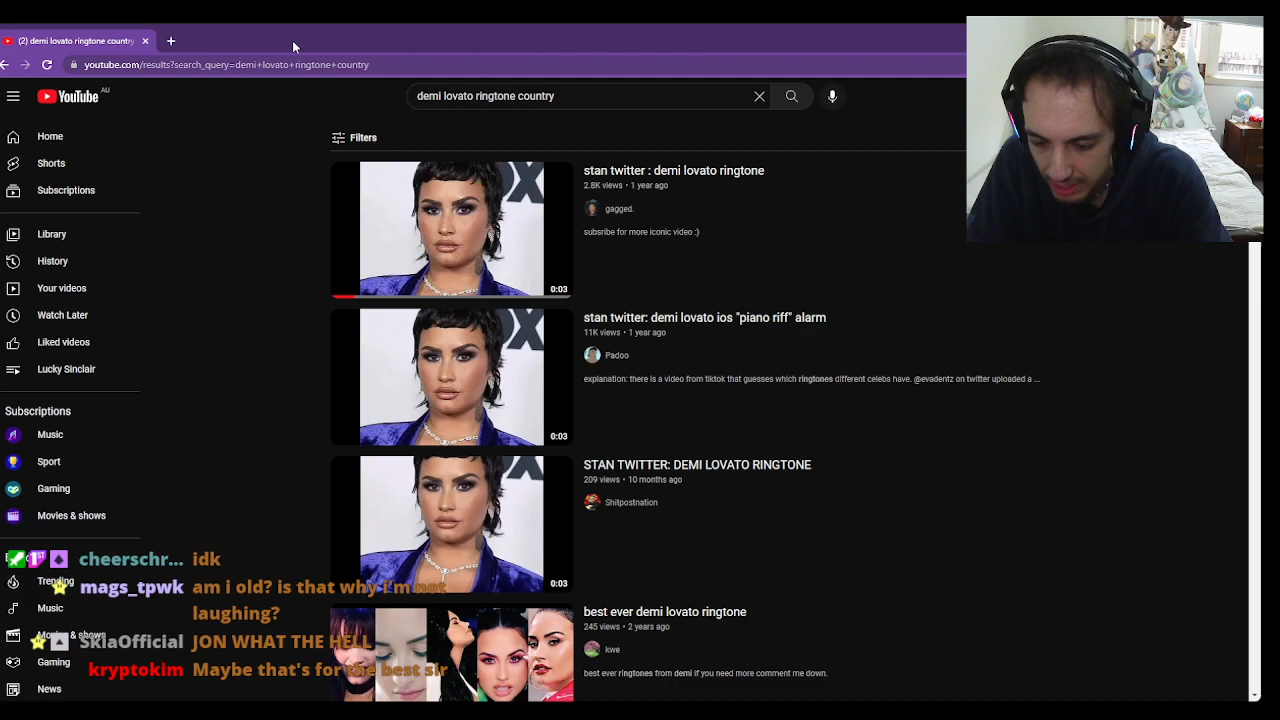 (2) demi lovato ringtone country
youtube.com/results?search_query=demi+lovato+ringtone+country
YouTube AU
demi lovato ringtone country
Filters
Home
Shorts
Subscriptions
Library
History
Your videos
Watch Later
Liked videos
Lucky Sinclair
Subscriptions
Music
Sport
Gaming
Movies & shows
Trending
Music
Movies & shows
Gaming
News
0:03
stan twitter : demi lovato ringtone
2.8K views • 1 year ago
gagged.
subsribe for more iconic video :)
0:03
stan twitter: demi lovato ios "piano riff" alarm
11K views • 1 year ago
Padoo
explanation: there is a video from tiktok that guesses which ringtones different celebs have. @evadentz on twitter uploaded a ...
0:03
STAN TWITTER: DEMI LOVATO RINGTONE
209 views • 10 months ago
Shitpostnation
best ever demi lovato ringtone
245 views • 2 years ago
kwe
best ever ringtones from demi if you need more comment me down.
cheerschr... idk
mags_tpwk am i old? is that why i'm not
laughing?
SkiaOfficial JON WHAT THE HELL
kryptokim Maybe that's for the best sir